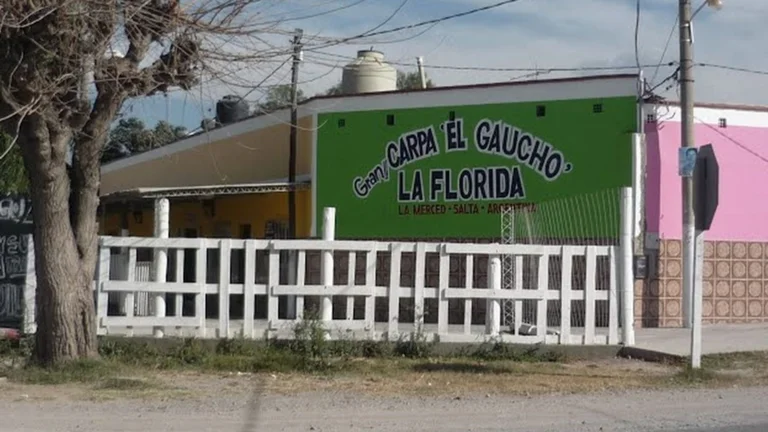 Gran CARPA 'EL GAUCHO'
LA FLORIDA
LA MERCED - SALTA - ARGENTINA